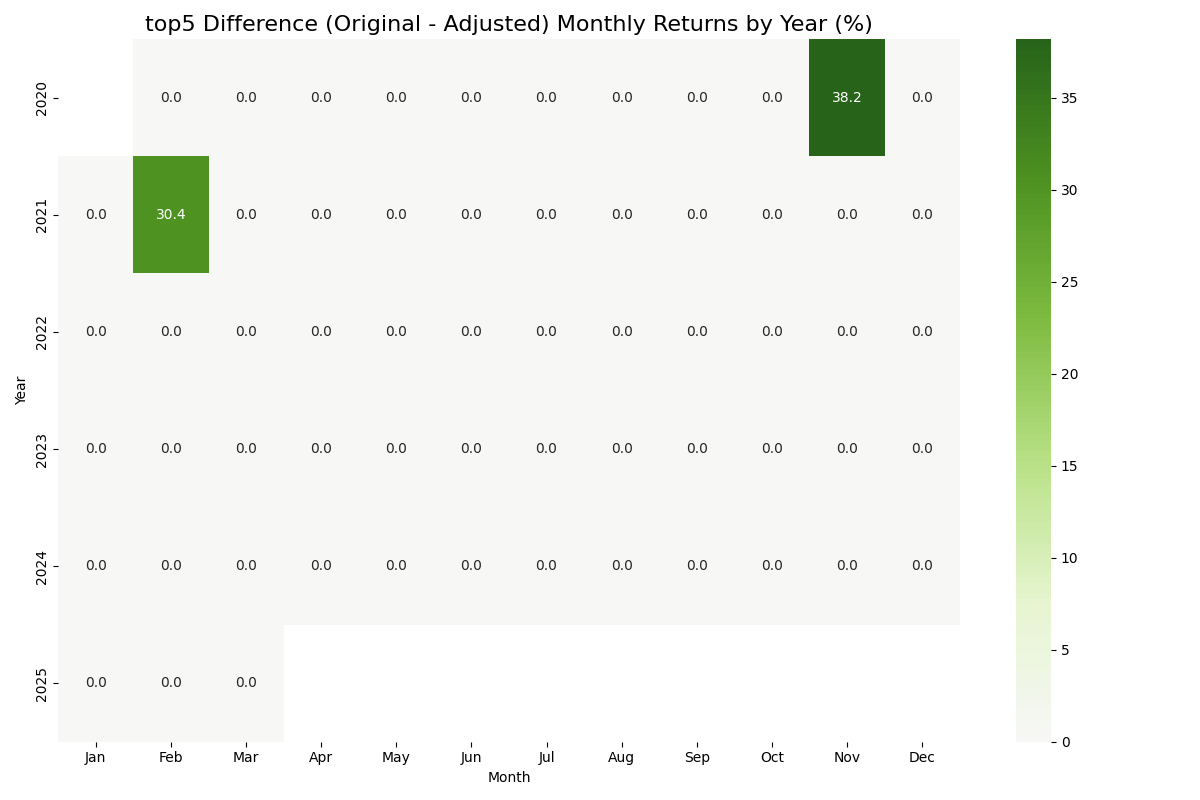 top5 Difference (Original - Adjusted) Monthly Returns by Year (%)
2020 0.0 0.0 0.0 0.0 0.0 0.0 0.0 0.0 0.0 38.2 0.0
2021 0.0 30.4 0.0 0.0 0.0 0.0 0.0 0.0 0.0 0.0 0.0 0.0
2022 0.0 0.0 0.0 0.0 0.0 0.0 0.0 0.0 0.0 0.0 0.0 0.0
2023 0.0 0.0 0.0 0.0 0.0 0.0 0.0 0.0 0.0 0.0 0.0 0.0
2024 0.0 0.0 0.0 0.0 0.0 0.0 0.0 0.0 0.0 0.0 0.0 0.0
2025 0.0 0.0 0.0
Year
Jan Feb Mar Apr May Jun Jul Aug Sep Oct Nov Dec
Month
35
30
25
20
15
10
5
0